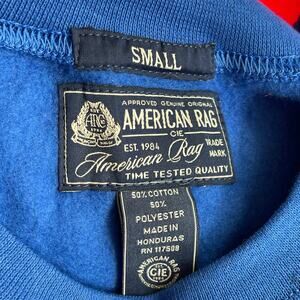 SMALL
APPROVED GENUINE ORIGINAL
AMERICAN RAG
CIE
EST. 1984
TRADE
MARK
American Rag
TIME TESTED QUALITY
50% COTTON
50%
POLYESTER
MADE IN
HONDURAS
RN 117508
AMERICAN RAG
CIE